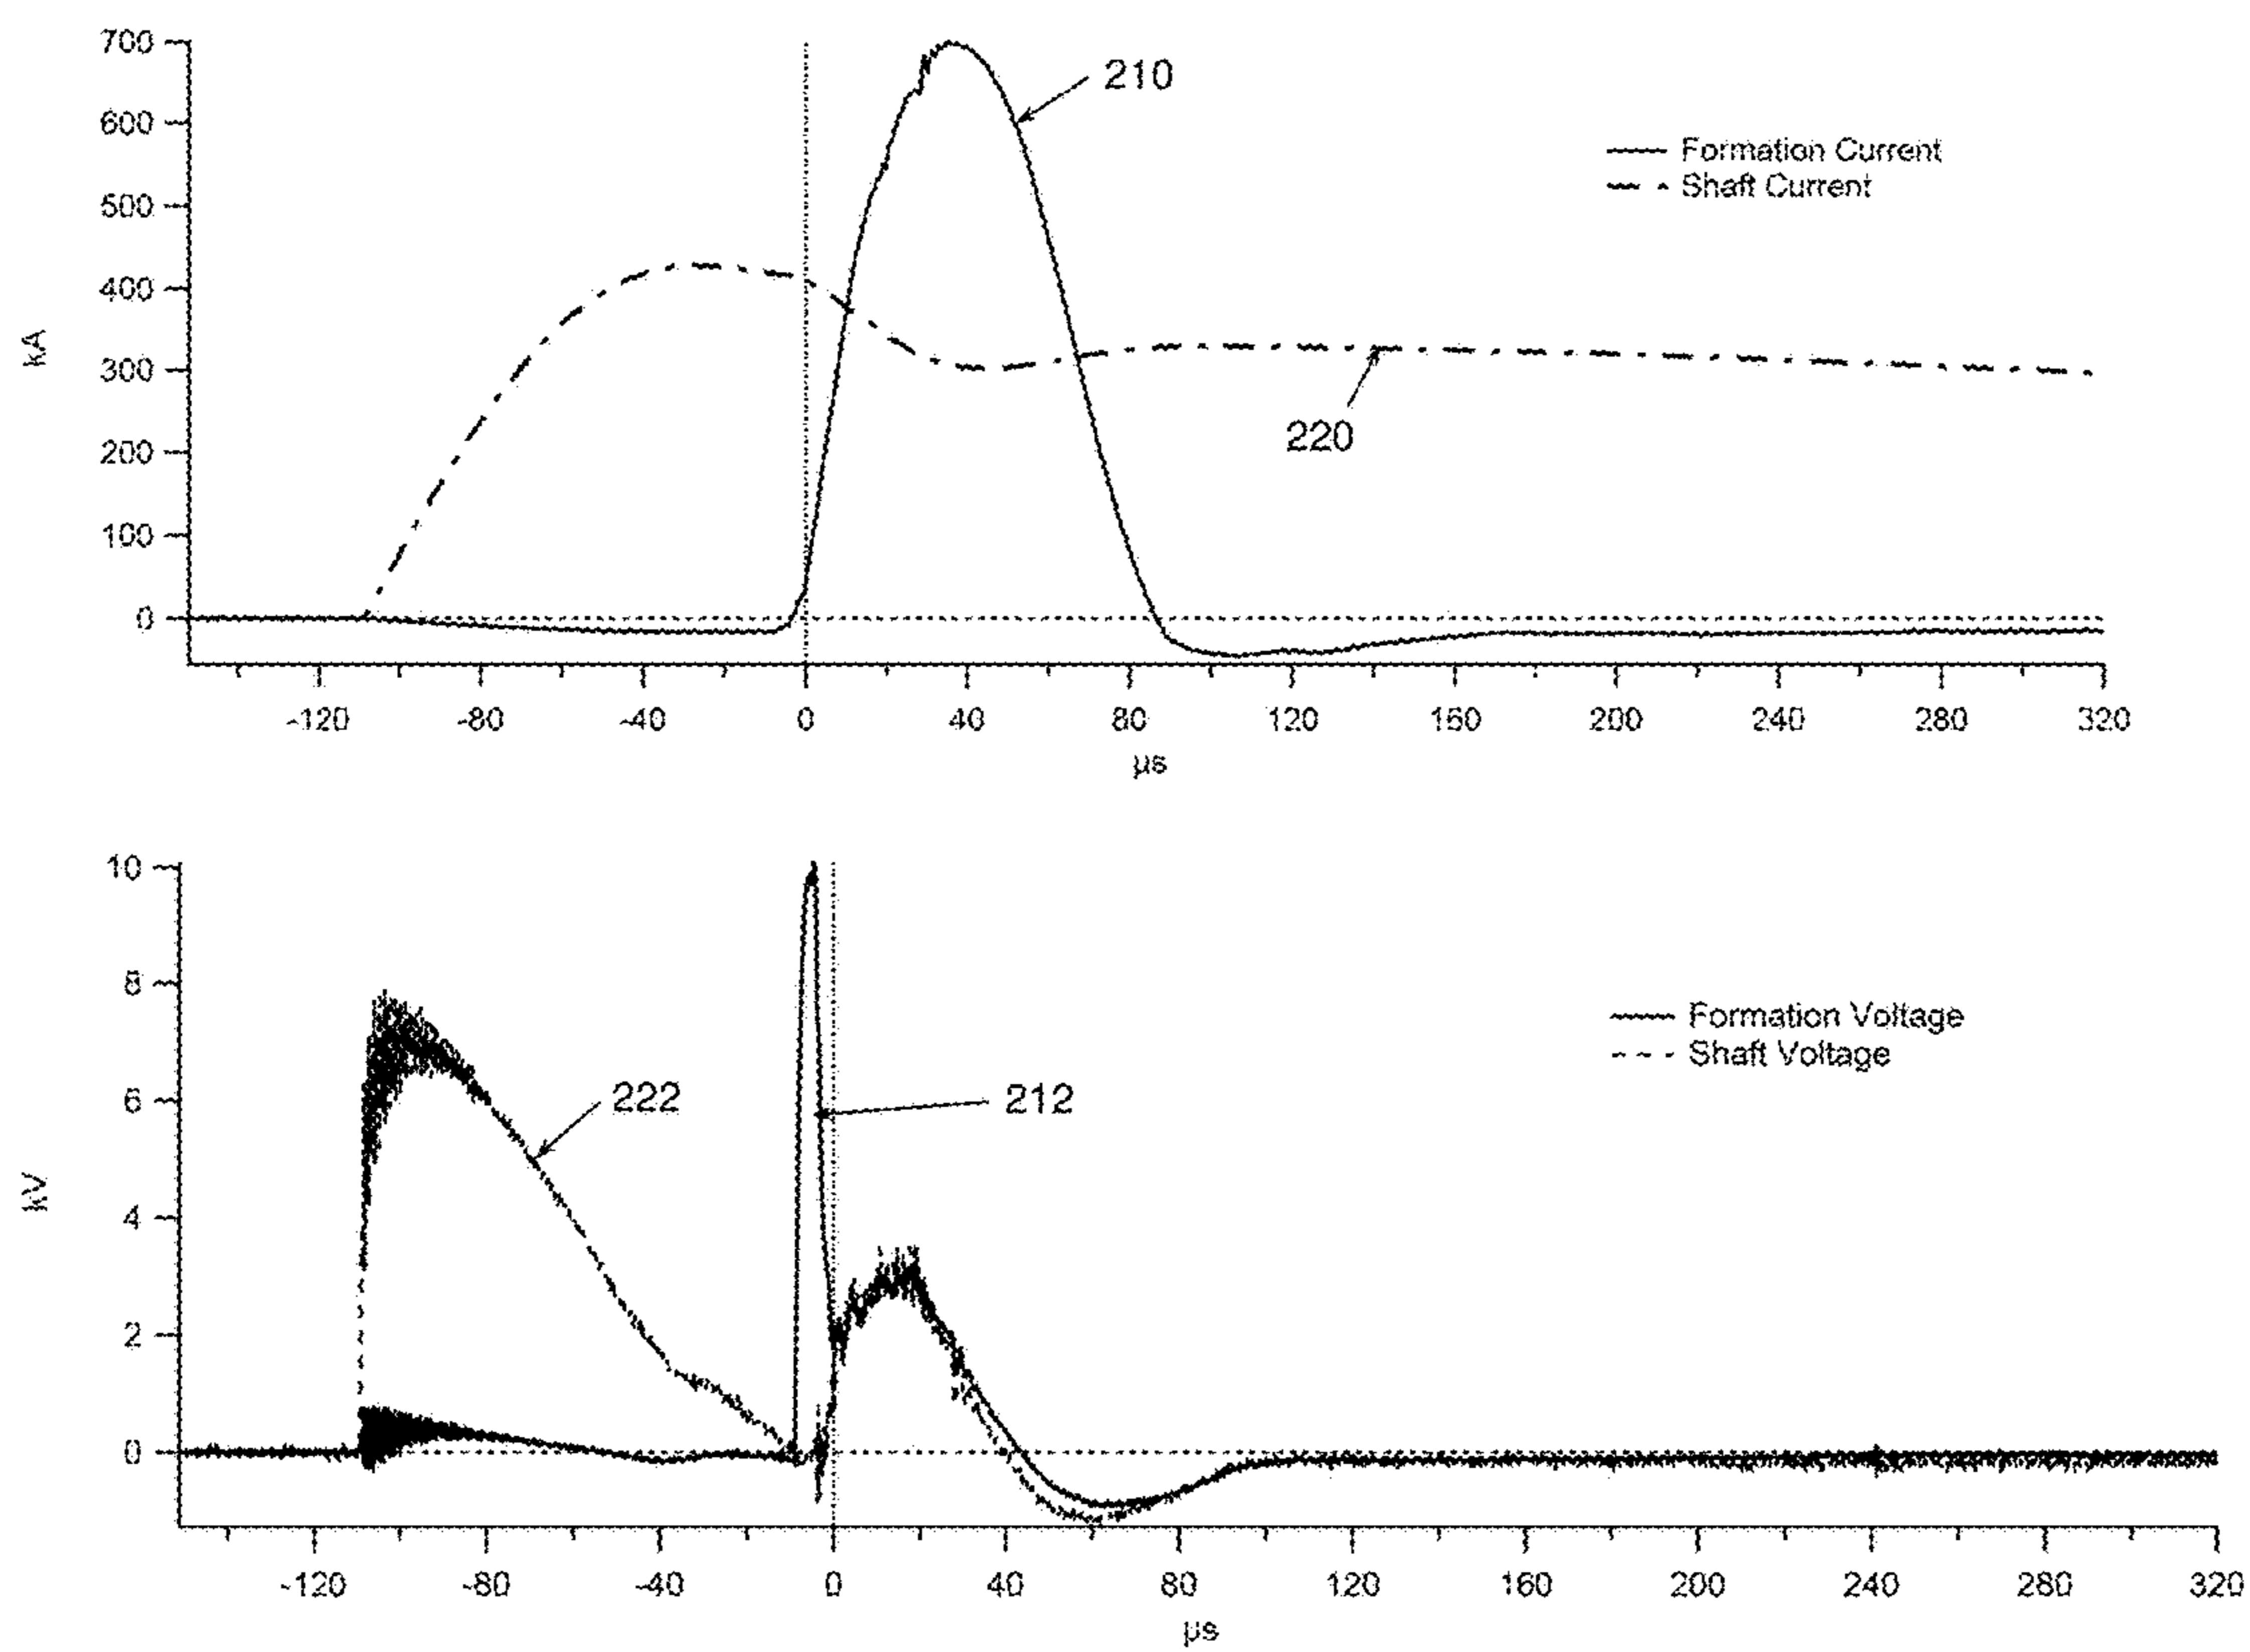 700
600
500
400
300
200
100
0
kA
210
Formation Current
Shaft Current
220
-120 -80 -40 0 40 80 120 160 200 240 280 320
µs
10
8
6
4
2
0
kV
222
212
Formation Voltage
Shaft Voltage
-120 -80 -40 0 40 80 120 160 200 240 280 320
µs